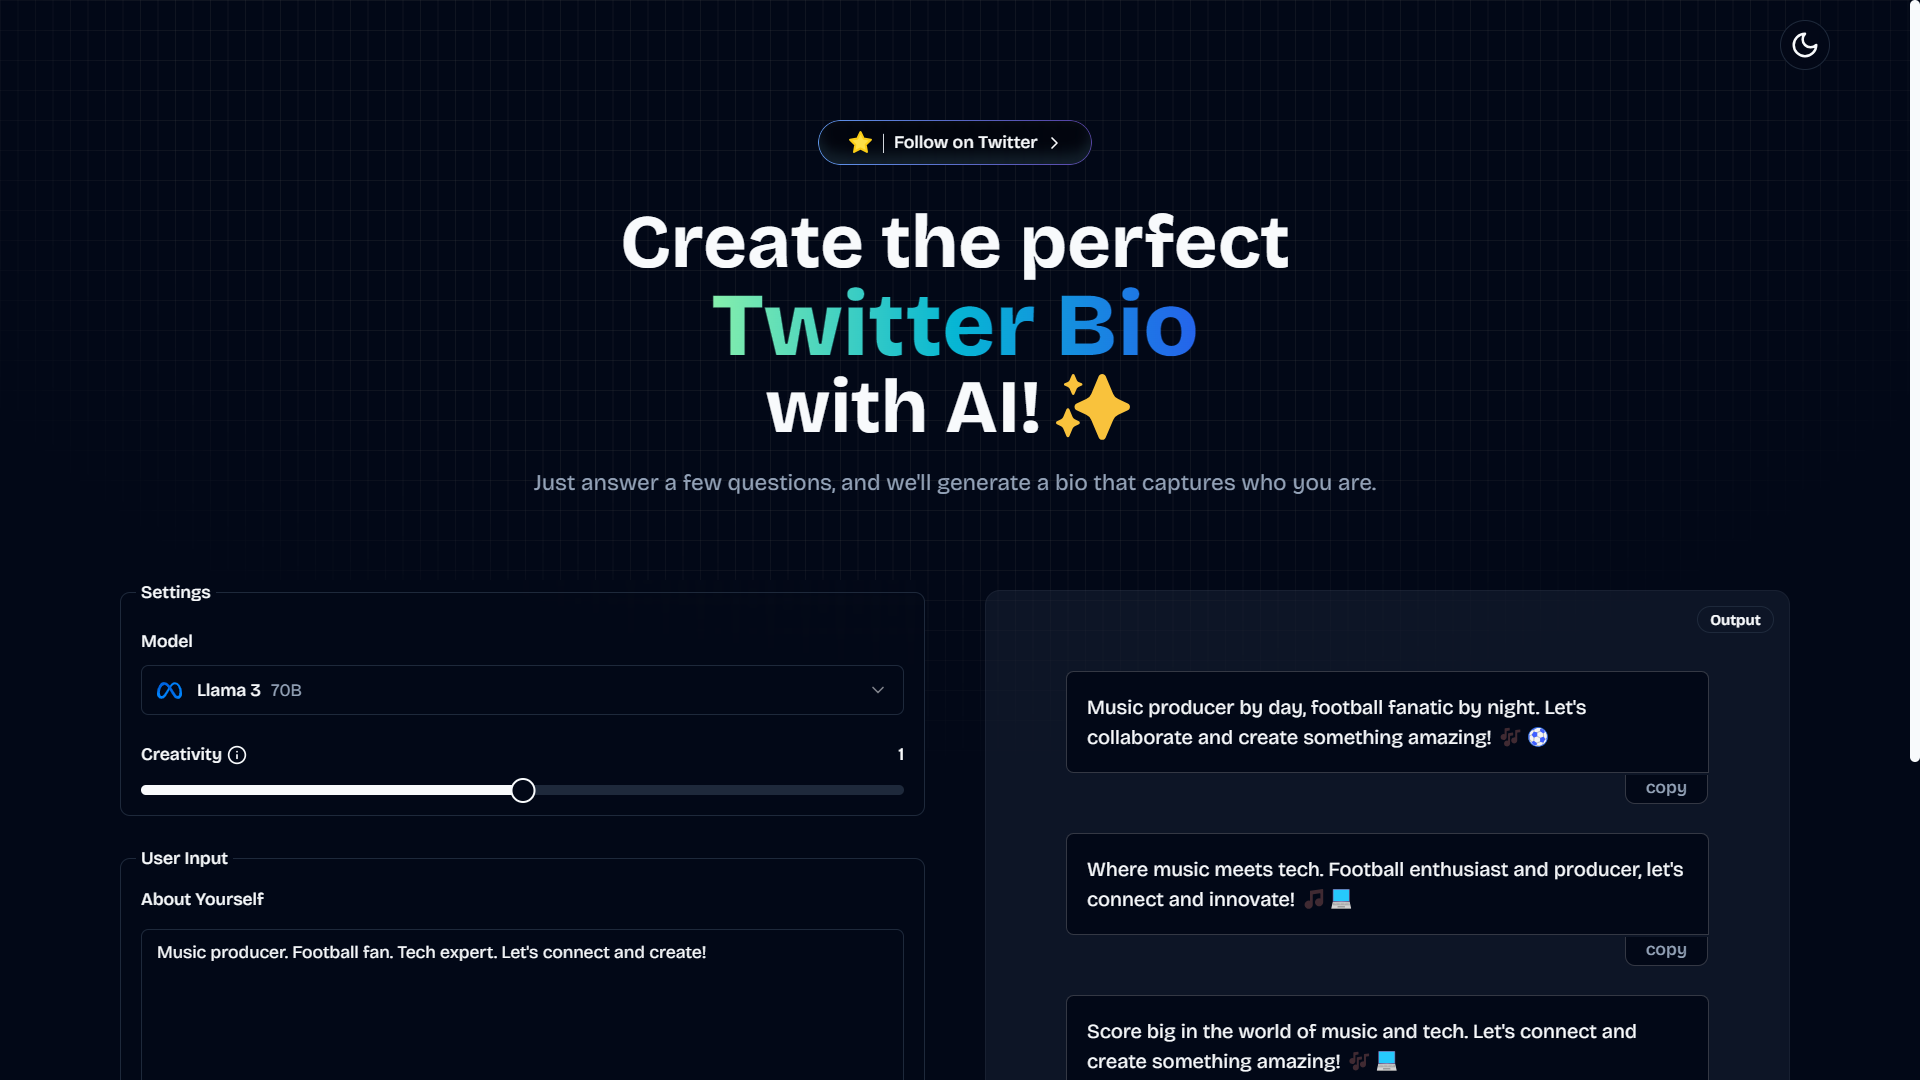 ⭐ | Follow on Twitter
Create the perfect
Twitter Bio
with AI! ✨
Just answer a few questions, and we'll generate a bio that captures who you are.
Settings
Model
Llama 3 70B
Creativity
1
User Input
About Yourself
Music producer. Football fan. Tech expert. Let's connect and create!
Output
Music producer by day, football fanatic by night. Let's
collaborate and create something amazing! 🎶 ⚽
copy
Where music meets tech. Football enthusiast and producer, let's
connect and innovate! 🎵 💻
copy
Score big in the world of music and tech. Let's connect and
create something amazing! 🎶 💻